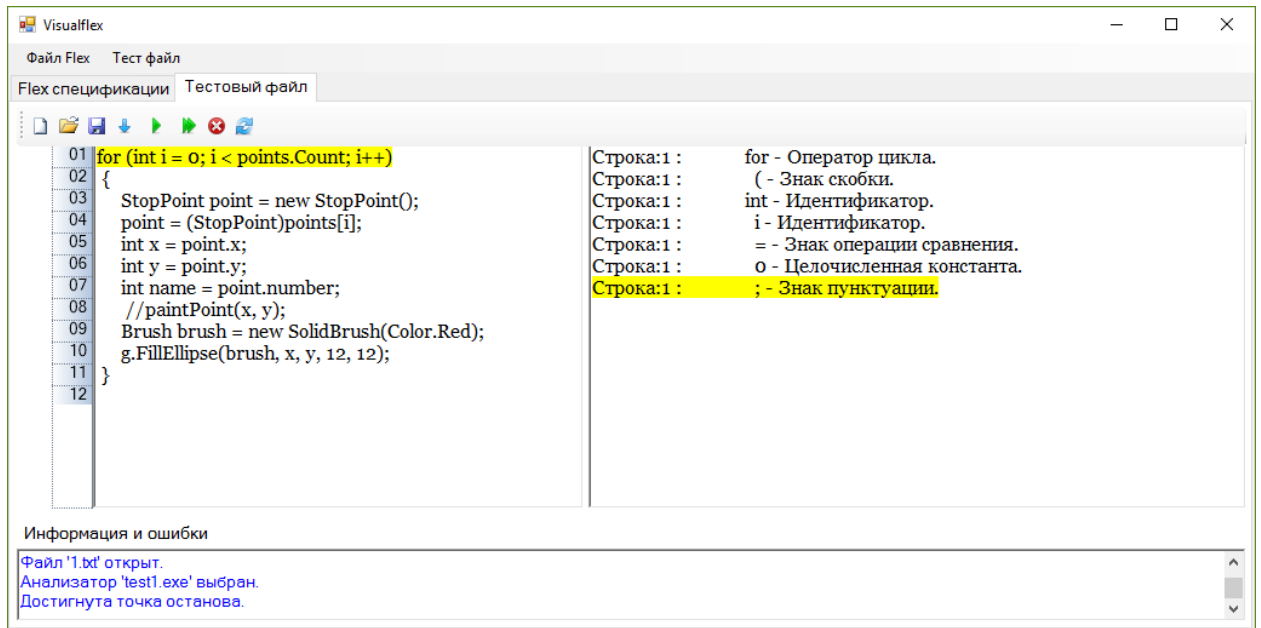 Visualflex
Файл Flex Тест файл
Flex спецификации Тестовый файл
01 for (int i = 0; i < points.Count; i++)
02 {
03 StopPoint point = new StopPoint();
04 point = (StopPoint)points[i];
05 int x = point.x;
06 int y = point.y;
07 int name = point.number;
08 //paintPoint(x, y);
09 Brush brush = new SolidBrush(Color.Red);
10 g.FillEllipse(brush, x, y, 12, 12);
11 }
12
Строка:1 : for - Оператор цикла.
Строка:1 : ( - Знак скобки.
Строка:1 : int - Идентификатор.
Строка:1 : i - Идентификатор.
Строка:1 : = - Знак операции сравнения.
Строка:1 : 0 - Целочисленная константа.
Строка:1 : ; - Знак пунктуации.
Информация и ошибки
Файл '1.txt' открыт.
Анализатор 'test1.exe' выбран.
Достигнута точка останова.